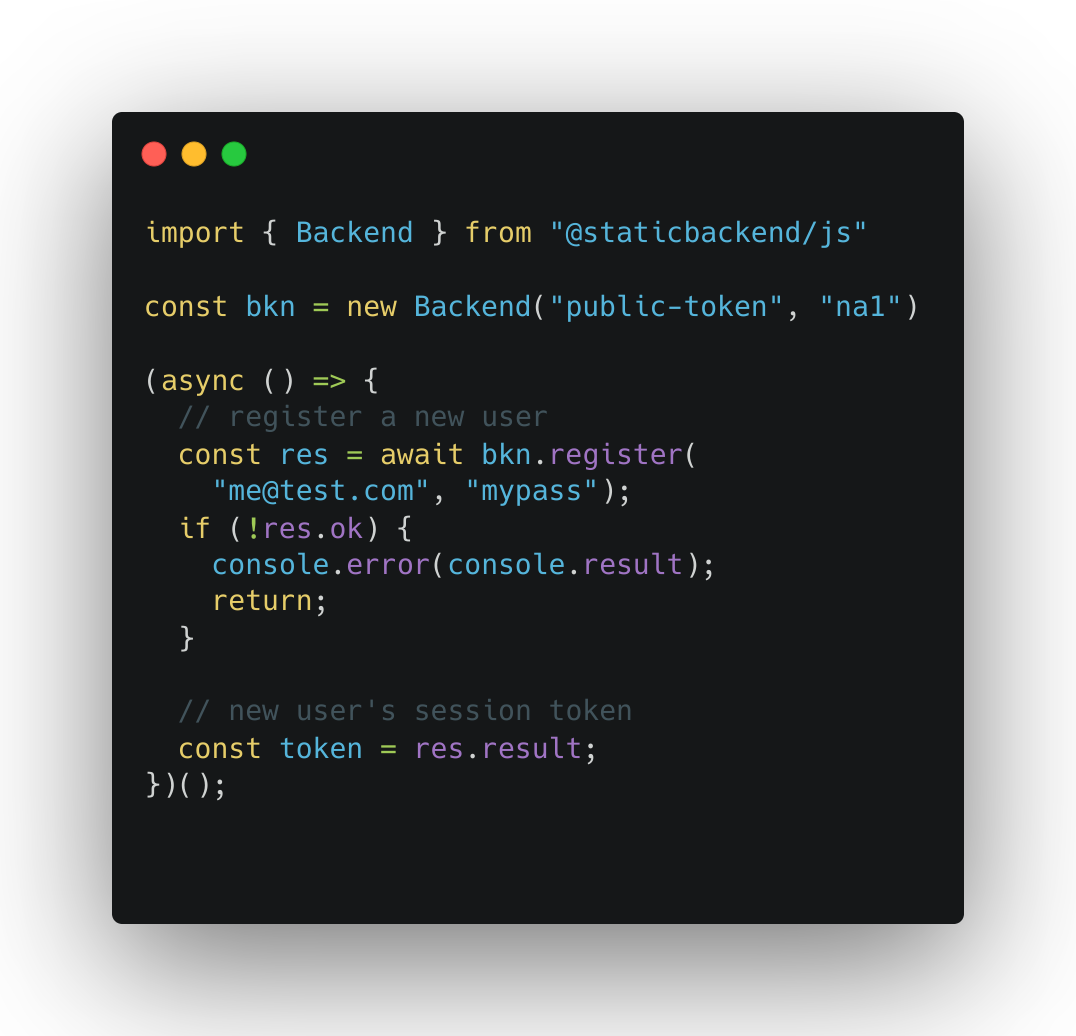 import { Backend } from "@staticbackend/js"

const bkn = new Backend("public-token", "na1")

(async () => {
  // register a new user
  const res = await bkn.register(
    "me@test.com", "mypass");
  if (!res.ok) {
    console.error(console.result);
    return;
  }

  // new user's session token
  const token = res.result;
})();